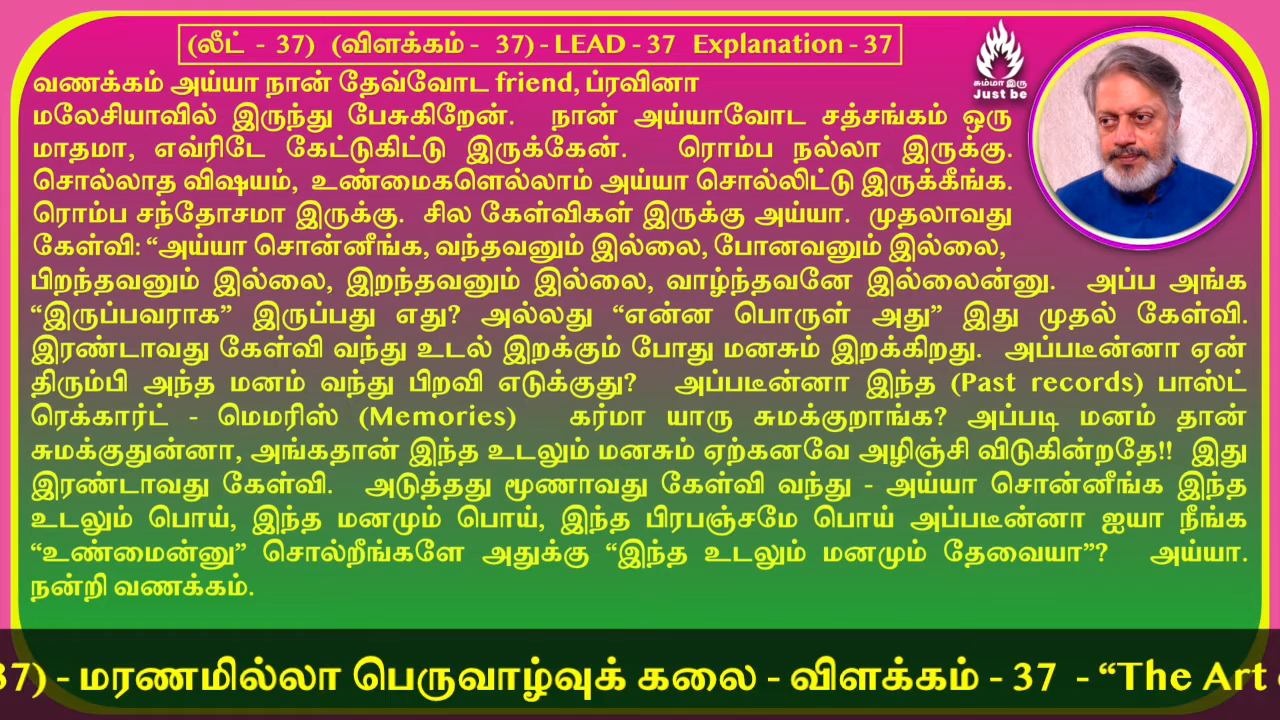 (லீட் - 37) (விளக்கம் - 37) - LEAD - 37 Explanation - 37
சும்மா இரு
Just be
வணக்கம் அய்யா நான் தேவ்வோட friend, ப்ரவினா
மலேசியாவில் இருந்து பேசுகிறேன். நான் அய்யாவோட சத்சங்கம் ஒரு
மாதமா, எவ்ரிடே கேட்டுகிட்டு இருக்கேன். ரொம்ப நல்லா இருக்கு.
சொல்லாத விஷயம், உண்மைகளெல்லாம் அய்யா சொல்லிட்டு இருக்கீங்க.
ரொம்ப சந்தோசமா இருக்கு. சில கேள்விகள் இருக்கு அய்யா. முதலாவது
கேள்வி: “அய்யா சொன்னீங்க, வந்தவனும் இல்லை, போனவனும் இல்லை,
பிறந்தவனும் இல்லை, இறந்தவனும் இல்லை, வாழ்ந்தவனே இல்லைன்னு. அப்ப அங்க
“இருப்பவராக” இருப்பது எது? அல்லது “என்ன பொருள் அது” இது முதல் கேள்வி.
இரண்டாவது கேள்வி வந்து உடல் இறக்கும் போது மனசும் இறக்கிறது. அப்படீன்னா ஏன்
திரும்பி அந்த மனம் வந்து பிறவி எடுக்குது? அப்படீன்னா இந்த (Past records) பாஸ்ட்
ரெக்கார்ட் - மெமரிஸ் (Memories) கர்மா யாரு சுமக்குறாங்க? அப்படி மனம் தான்
சுமக்குதுன்னா, அங்கதான் இந்த உடலும் மனசும் ஏற்கனவே அழிஞ்சி விடுகின்றதே!! இது
இரண்டாவது கேள்வி. அடுத்தது மூணாவது கேள்வி வந்து - அய்யா சொன்னீங்க இந்த
உடலும் பொய், இந்த மனமும் பொய், இந்த பிரபஞ்சமே பொய் அப்படீன்னா ஐயா நீங்க
“உண்மைன்னு” சொல்றீங்களே அதுக்கு “இந்த உடலும் மனமும் தேவையா”? அய்யா.
நன்றி வணக்கம்.
37) - மரணமில்லா பெருவாழ்வுக் கலை - விளக்கம் - 37 - “The Art